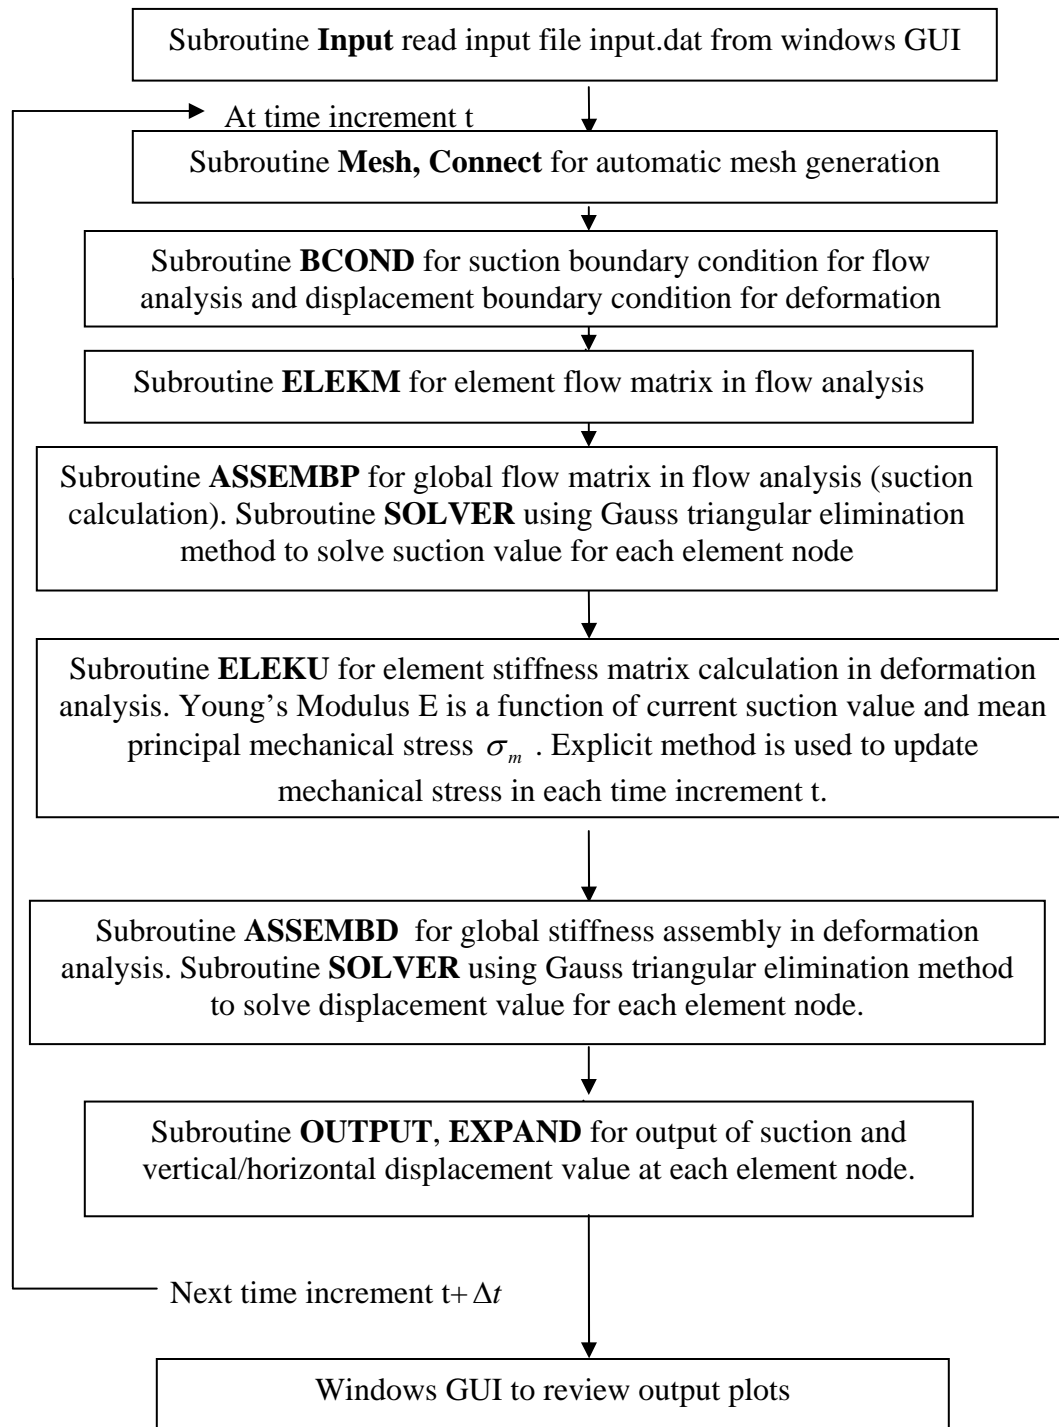 Subroutine Input read input file input.dat from windows GUI
At time increment t
Subroutine Mesh, Connect for automatic mesh generation
Subroutine BCOND for suction boundary condition for flow
analysis and displacement boundary condition for deformation
Subroutine ELEKM for element flow matrix in flow analysis
Subroutine ASSEMBP for global flow matrix in flow analysis (suction
calculation). Subroutine SOLVER using Gauss triangular elimination
method to solve suction value for each element node
Subroutine ELEKU for element stiffness matrix calculation in deformation
analysis. Young’s Modulus E is a function of current suction value and mean
principal mechanical stress σm . Explicit method is used to update
mechanical stress in each time increment t.
Subroutine ASSEMBD for global stiffness assembly in deformation
analysis. Subroutine SOLVER using Gauss triangular elimination method
to solve displacement value for each element node.
Subroutine OUTPUT, EXPAND for output of suction and
vertical/horizontal displacement value at each element node.
Next time increment t+ Δt
Windows GUI to review output plots